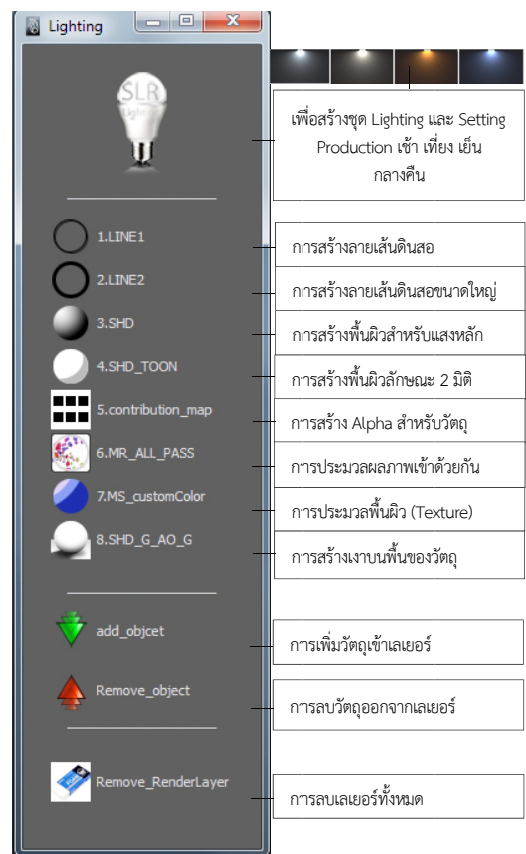 Lighting
SLR
Lighting
เพื่อสร้างชุด Lighting และ Setting
Production เช้า เที่ยง เย็น
กลางคืน
1.LINE1
การสร้างลายเส้นดินสอ
2.LINE2
การสร้างลายเส้นดินสอขนาดใหญ่
3.SHD
การสร้างพื้นผิวสำหรับแสงหลัก
4.SHD_TOON
การสร้างพื้นผิวลักษณะ 2 มิติ
5.contribution_map
การสร้าง Alpha สำหรับวัตถุ
6.MR_ALL_PASS
การประมวลผลภาพเข้าด้วยกัน
7.MS_customColor
การประมวลพื้นผิว (Texture)
8.SHD_G_AO_G
การสร้างเงาบนพื้นของวัตถุ
add_objcet
การเพิ่มวัตถุเข้าเลเยอร์
Remove_object
การลบวัตถุออกจากเลเยอร์
Remove_RenderLayer
การลบเลเยอร์ทั้งหมด